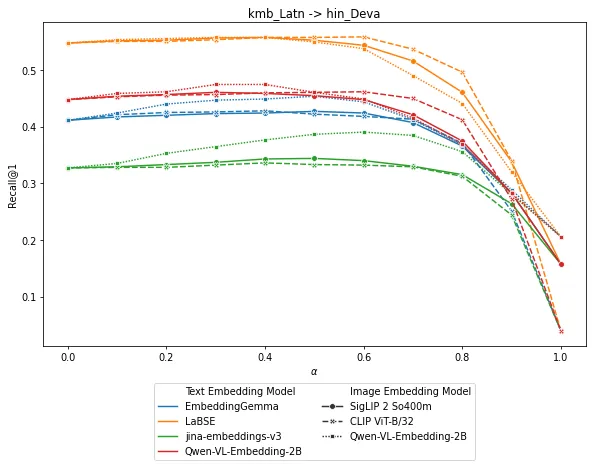 kmb_Latn -> hin_Deva
Recall@1
0.5
0.4
0.3
0.2
0.1
0.0 0.2 0.4 0.6 0.8 1.0
α
Text Embedding Model
EmbeddingGemma
LaBSE
jina-embeddings-v3
Qwen-VL-Embedding-2B
Image Embedding Model
SigLIP 2 So400m
CLIP ViT-B/32
Qwen-VL-Embedding-2B